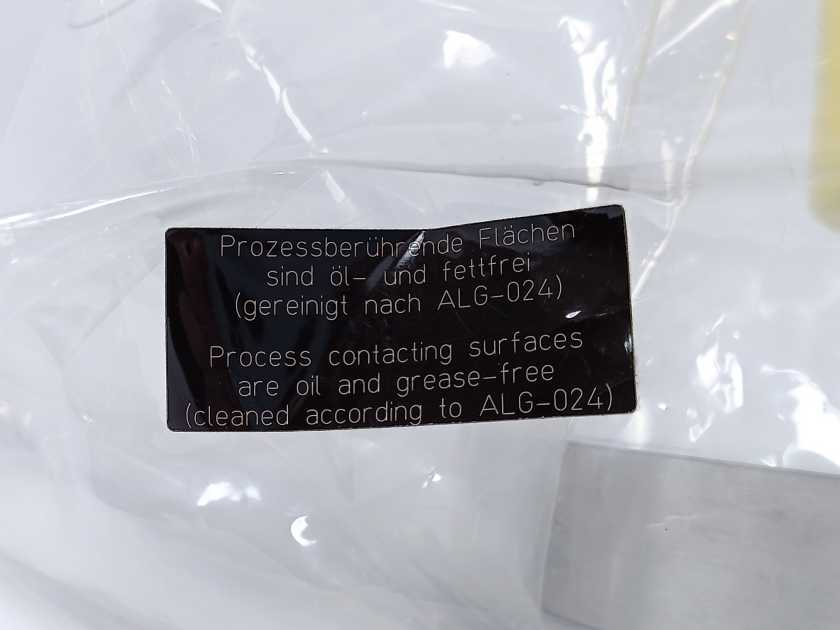 Prozessberührende Flächen
sind öl- und fettfrei
(gereinigt nach ALG-024)
Process contacting surfaces
are oil and grease-free
(cleaned according to ALG-024)